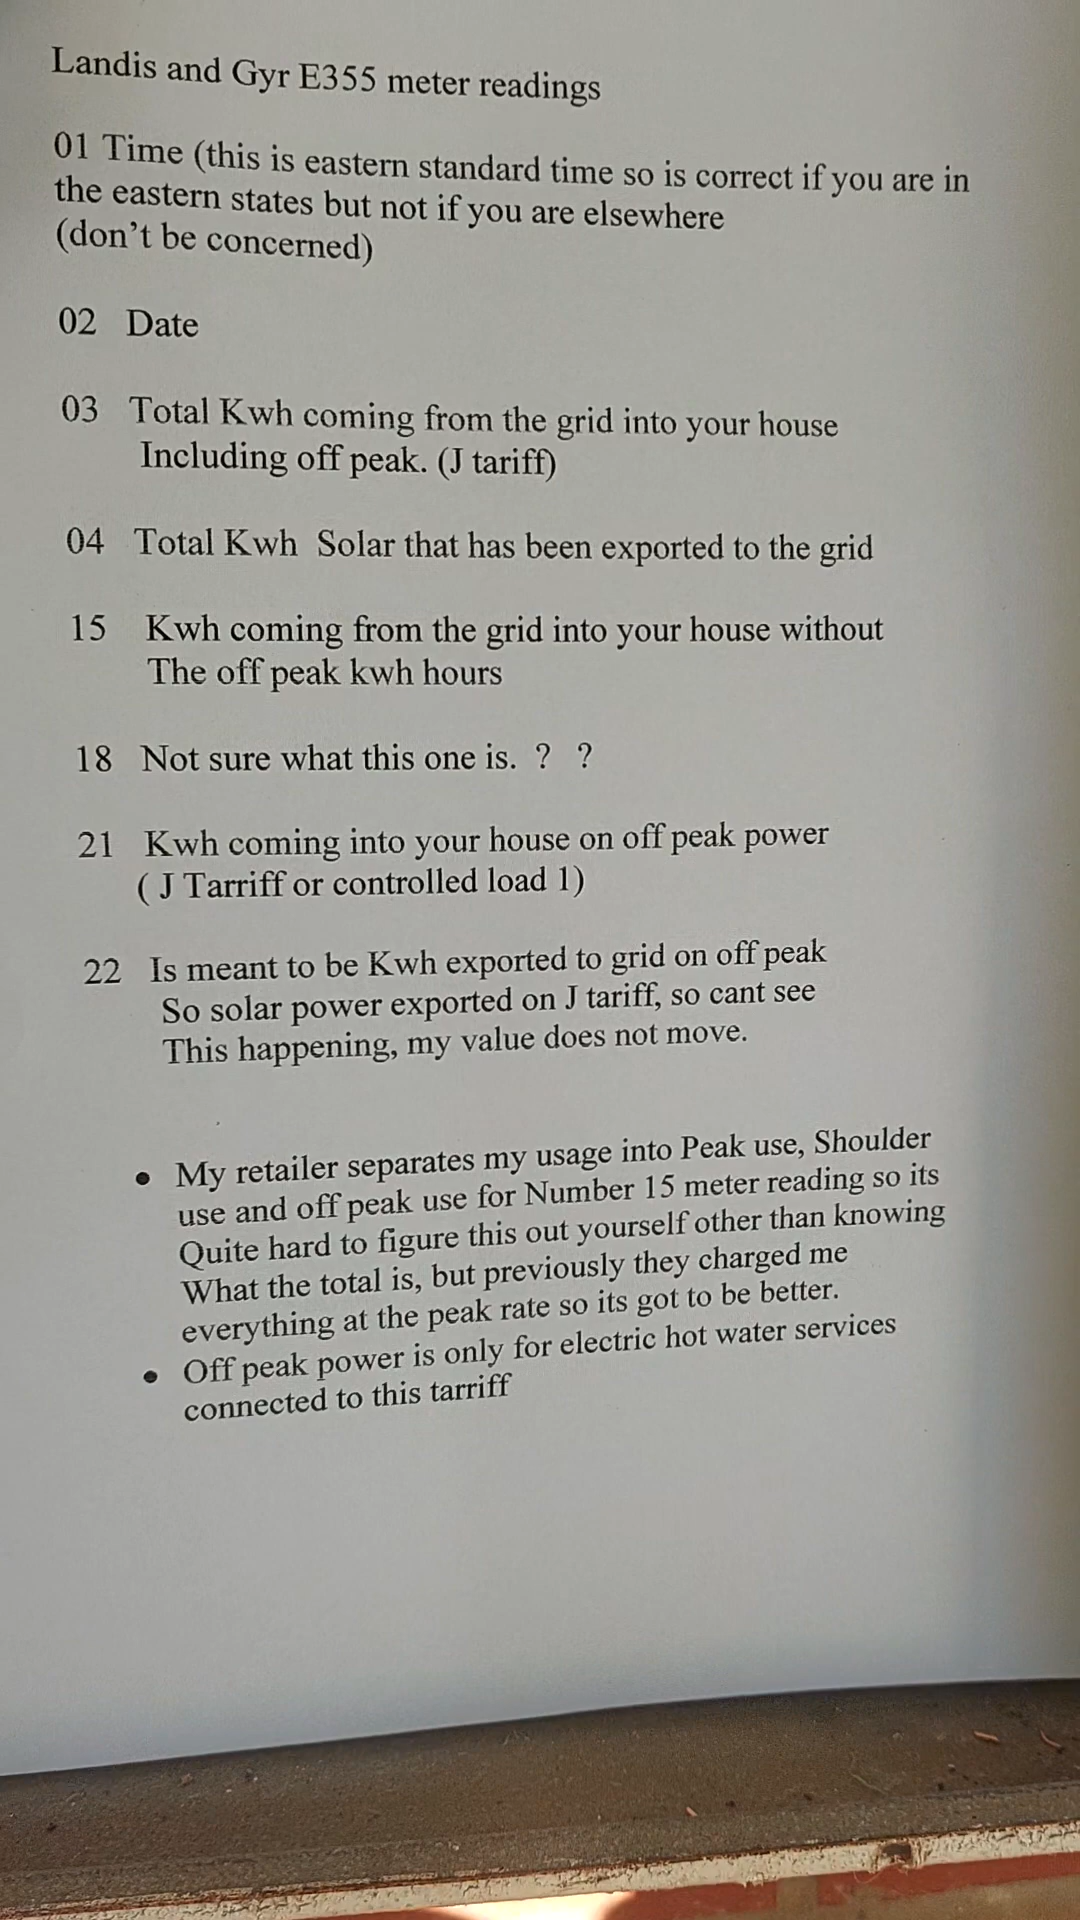 Landis and Gyr E355 meter readings
01 Time (this is eastern standard time so is correct if you are in
the eastern states but not if you are elsewhere
(don't be concerned)
02 Date
03 Total Kwh coming from the grid into your house
Including off peak. (J tariff)
04 Total Kwh Solar that has been exported to the grid
15 Kwh coming from the grid into your house without
The off peak kwh hours
18 Not sure what this one is. ? ?
21 Kwh coming into your house on off peak power
( J Tarriff or controlled load 1)
22 Is meant to be Kwh exported to grid on off peak
So solar power exported on J tariff, so cant see
This happening, my value does not move.
• My retailer separates my usage into Peak use, Shoulder
use and off peak use for Number 15 meter reading so its
Quite hard to figure this out yourself other than knowing
What the total is, but previously they charged me
everything at the peak rate so its got to be better.
• Off peak power is only for electric hot water services
connected to this tarriff